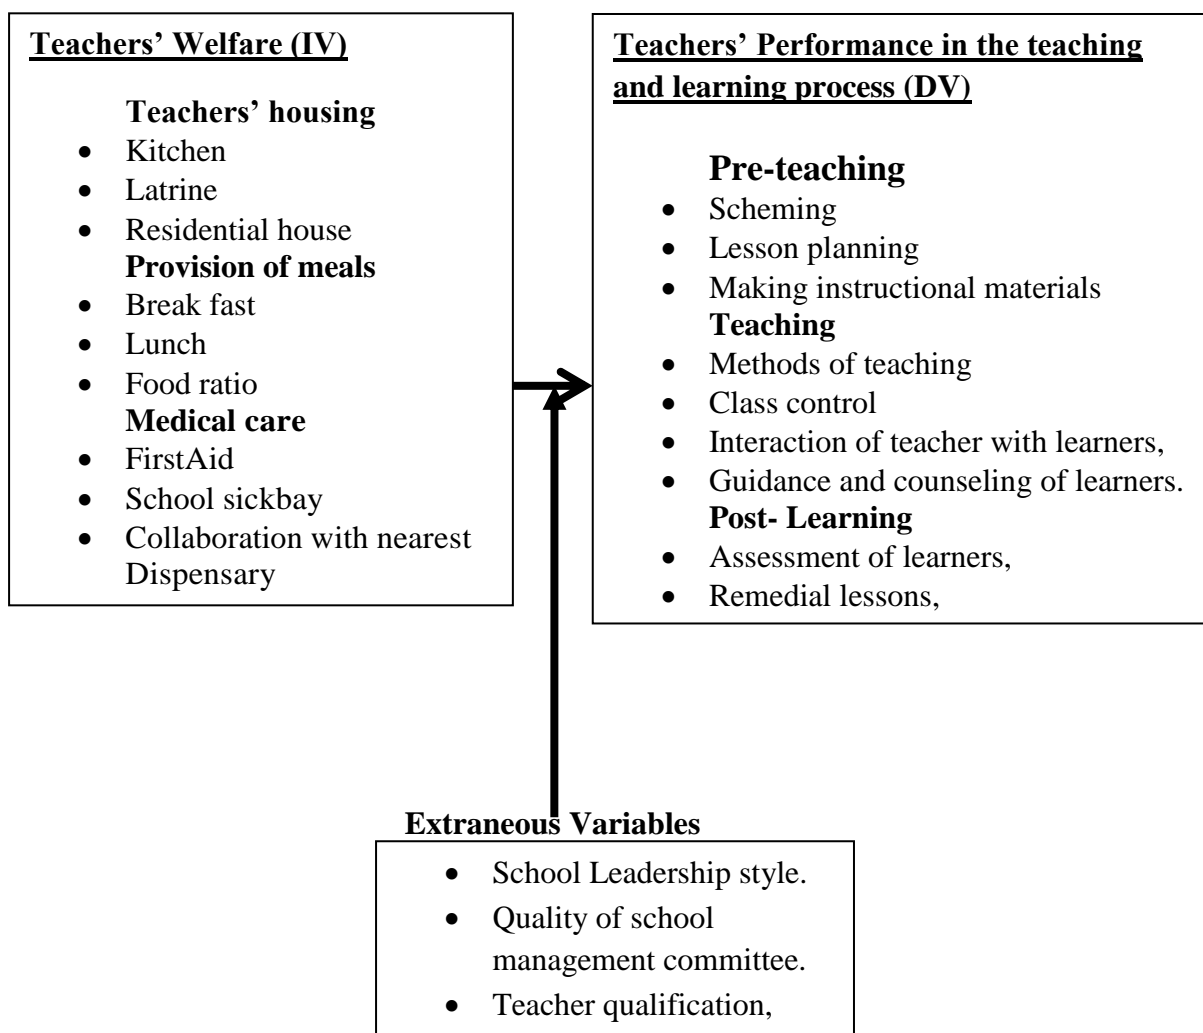 Teachers’ Welfare (IV)
Teachers’ housing
• Kitchen
• Latrine
• Residential house
Provision of meals
• Break fast
• Lunch
• Food ratio
Medical care
• FirstAid
• School sickbay
• Collaboration with nearest
Dispensary
Teachers’ Performance in the teaching
and learning process (DV)
Pre-teaching
• Scheming
• Lesson planning
• Making instructional materials
Teaching
• Methods of teaching
• Class control
• Interaction of teacher with learners,
• Guidance and counseling of learners.
Post- Learning
• Assessment of learners,
• Remedial lessons,
Extraneous Variables
• School Leadership style.
• Quality of school
management committee.
• Teacher qualification,